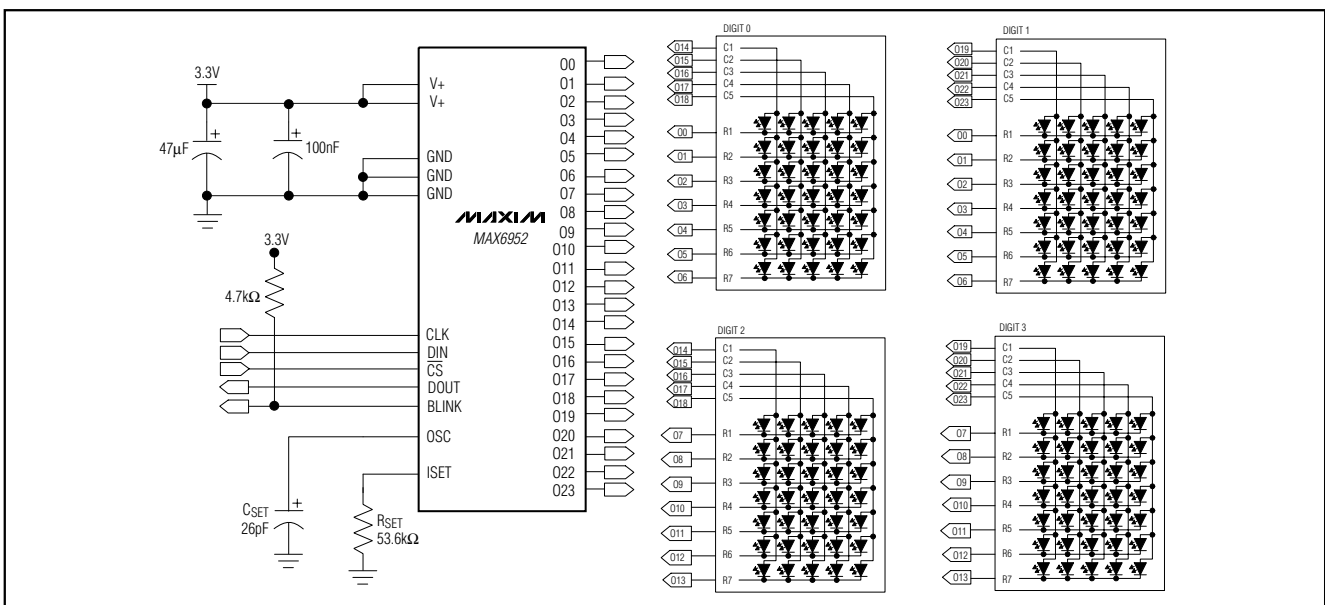 3.3V
47µF
100nF
V+
V+
GND
GND
GND
MAXIM
MAX6952
3.3V
4.7kΩ
CLK
DIN
CS
DOUT
BLINK
OSC
ISET
CSET
26pF
RSET
53.6kΩ
O0
O1
O2
O3
O4
O5
O6
O7
O8
O9
O10
O11
O12
O13
O14
O15
O16
O17
O18
O19
O20
O21
O22
O23
DIGIT 0
O14 C1
O15 C2
O16 C3
O17 C4
O18 C5
O0 R1
O1 R2
O2 R3
O3 R4
O4 R5
O5 R6
O6 R7
DIGIT 1
O19 C1
O20 C2
O21 C3
O22 C4
O23 C5
O0 R1
O1 R2
O2 R3
O3 R4
O4 R5
O5 R6
O6 R7
DIGIT 2
O14 C1
O15 C2
O16 C3
O17 C4
O18 C5
O7 R1
O8 R2
O9 R3
O10 R4
O11 R5
O12 R6
O13 R7
DIGIT 3
O19 C1
O20 C2
O21 C3
O22 C4
O23 C5
O7 R1
O8 R2
O9 R3
O10 R4
O11 R5
O12 R6
O13 R7